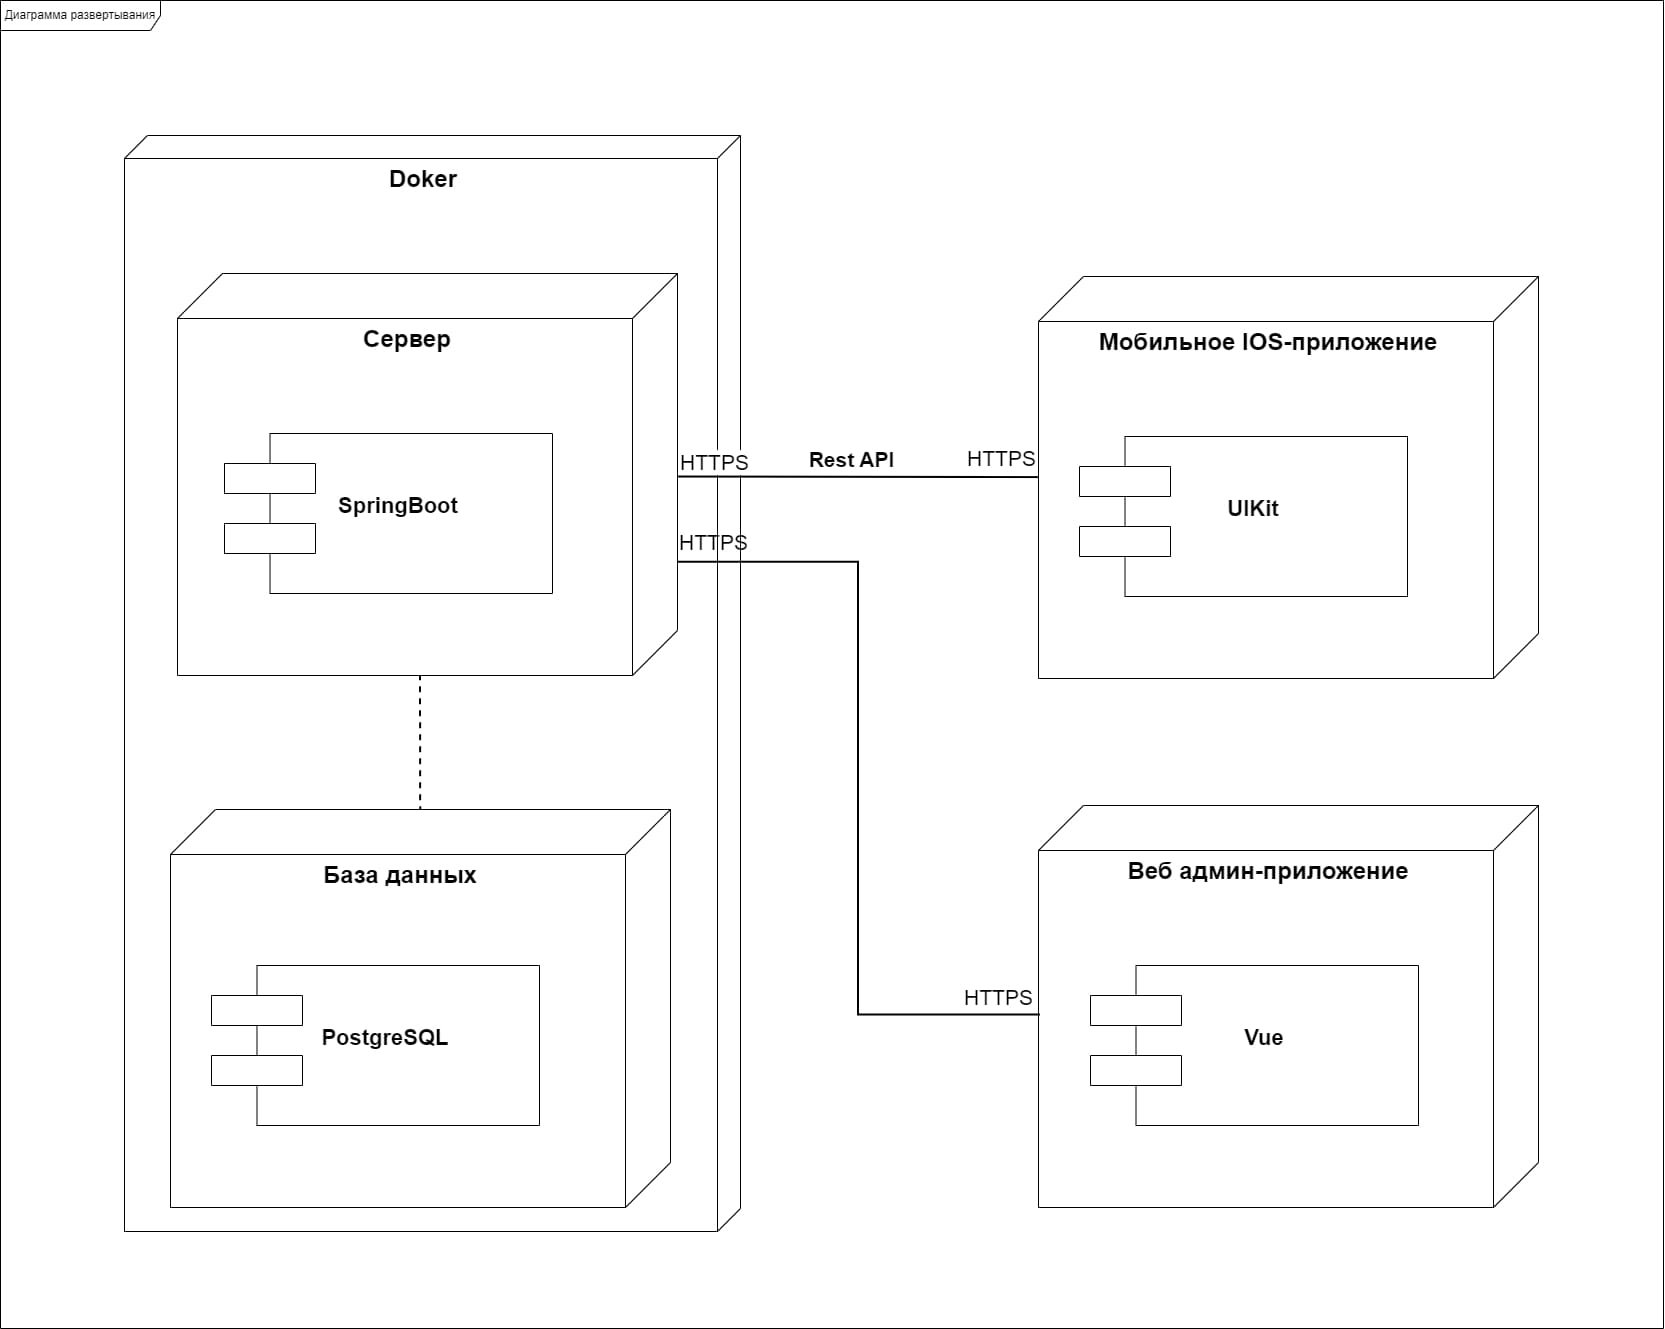 Диаграмма развертывания
Doker
Сервер
SpringBoot
HTTPS
Rest API
HTTPS
Мобильное IOS-приложение
UIKit
HTTPS
База данных
PostgreSQL
HTTPS
Веб админ-приложение
Vue